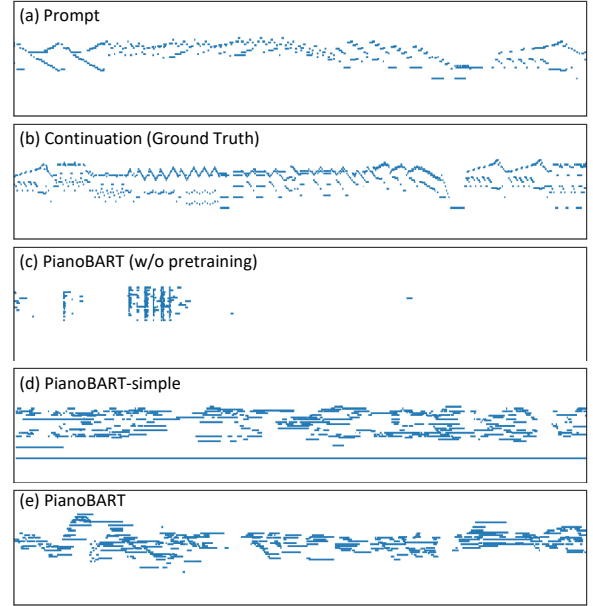 (a) Prompt
(b) Continuation (Ground Truth)
(c) PianoBART (w/o pretraining)
(d) PianoBART-simple
(e) PianoBART